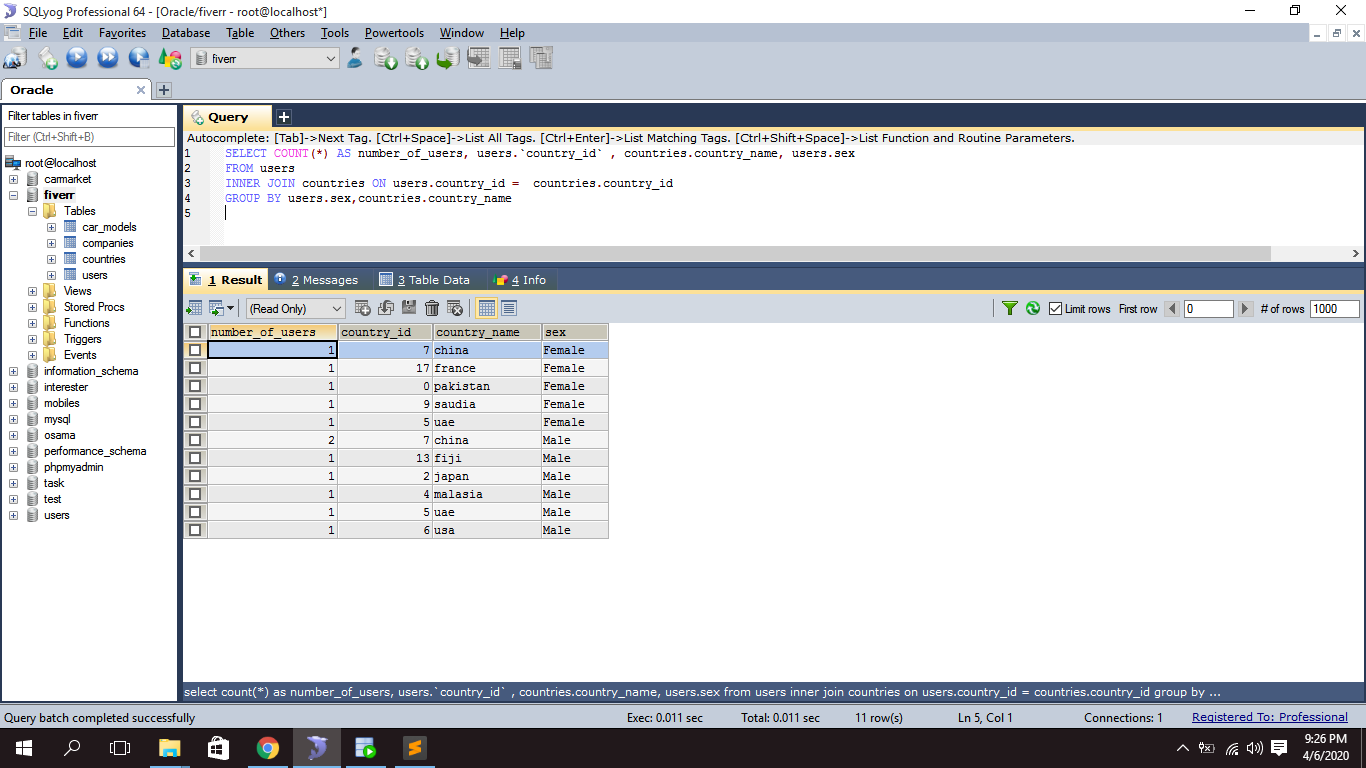 SQLyog Professional 64 - [Oracle/fiverr - root@localhost*]
File Edit Favorites Database Table Others Tools Powertools Window Help
fiverr
Oracle
Filter tables in fiverr
Filter (Ctrl+Shift+B)
root@localhost
carmarket
fiverr
Tables
car_models
companies
countries
users
Views
Stored Procs
Functions
Triggers
Events
information_schema
interester
mobiles
mysql
osama
performance_schema
phpmyadmin
task
test
users
Query
Autocomplete: [Tab]->Next Tag. [Ctrl+Space]->List All Tags. [Ctrl+Enter]->List Matching Tags. [Ctrl+Shift+Space]->List Function and Routine Parameters.
1 SELECT COUNT(*) AS number_of_users, users.`country_id` , countries.country_name, users.sex
2 FROM users
3 INNER JOIN countries ON users.country_id =  countries.country_id
4 GROUP BY users.sex,countries.country_name
5
1 Result 2 Messages 3 Table Data 4 Info
(Read Only) Limit rows First row 0 # of rows 1000
number_of_users country_id country_name sex
1 7 china Female
1 17 france Female
1 0 pakistan Female
1 9 saudia Female
1 5 uae Female
2 7 china Male
1 13 fiji Male
1 2 japan Male
1 4 malasia Male
1 5 uae Male
1 6 usa Male
select count(*) as number_of_users, users.`country_id` , countries.country_name, users.sex from users inner join countries on users.country_id = countries.country_id group by ...
Query batch completed successfully Exec: 0.011 sec Total: 0.011 sec 11 row(s) Ln 5, Col 1 Connections: 1 Registered To: Professional
9:26 PM
4/6/2020